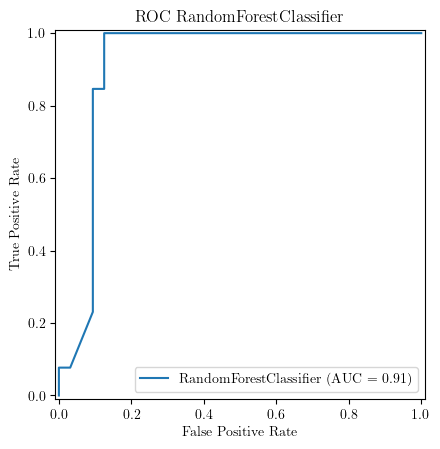 ROC RandomForestClassifier
1.0
0.8
0.6
0.4
0.2
0.0
True Positive Rate
RandomForestClassifier (AUC = 0.91)
0.0 0.2 0.4 0.6 0.8 1.0
False Positive Rate